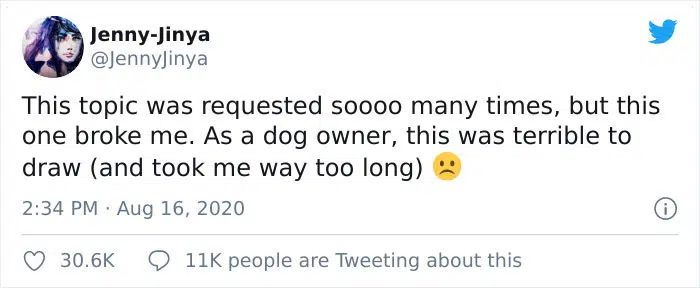 Jenny-Jinya
@JennyJinya
This topic was requested soooo many times, but this
one broke me. As a dog owner, this was terrible to
draw (and took me way too long) 🙁
2:34 PM · Aug 16, 2020
30.6K 11K people are Tweeting about this